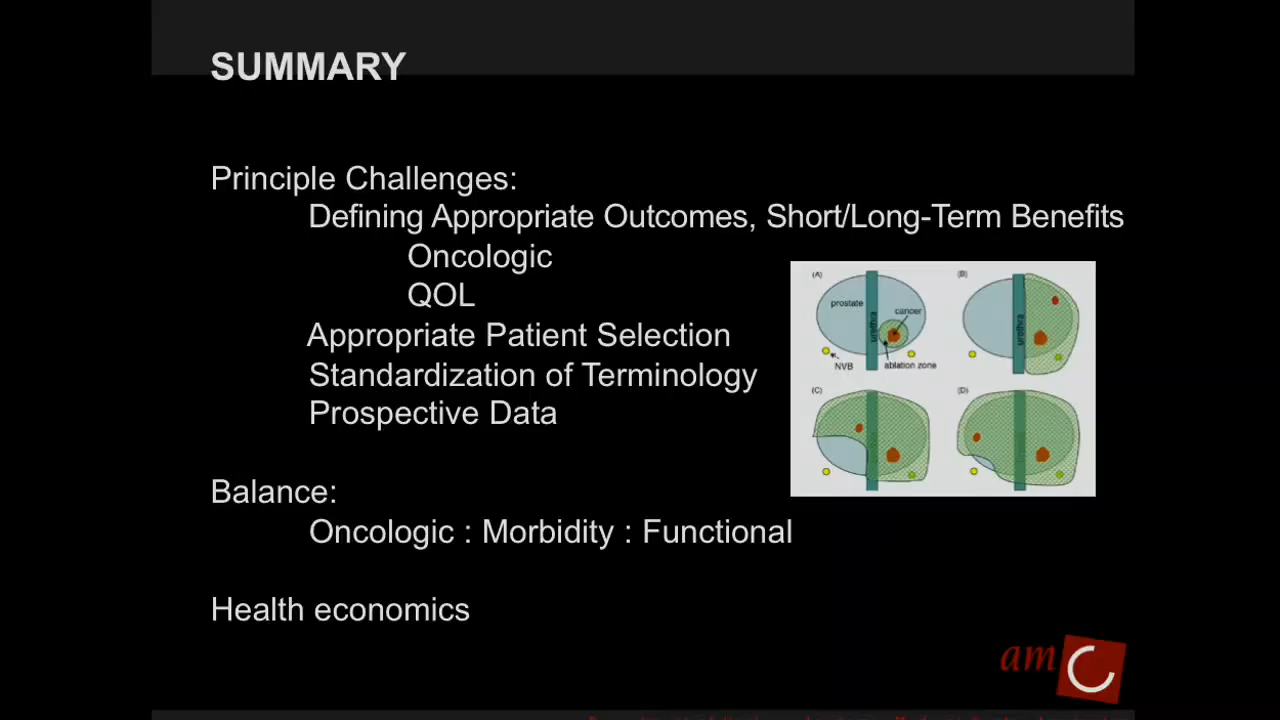 SUMMARY
Principle Challenges:
Defining Appropriate Outcomes, Short/Long-Term Benefits
Oncologic
QOL
Appropriate Patient Selection
Standardization of Terminology
Prospective Data
(A)
prostate
cancer
urethra
NVB
ablation zone
(B)
urethra
(C)
(D)
Balance:
Oncologic : Morbidity : Functional
Health economics
amc